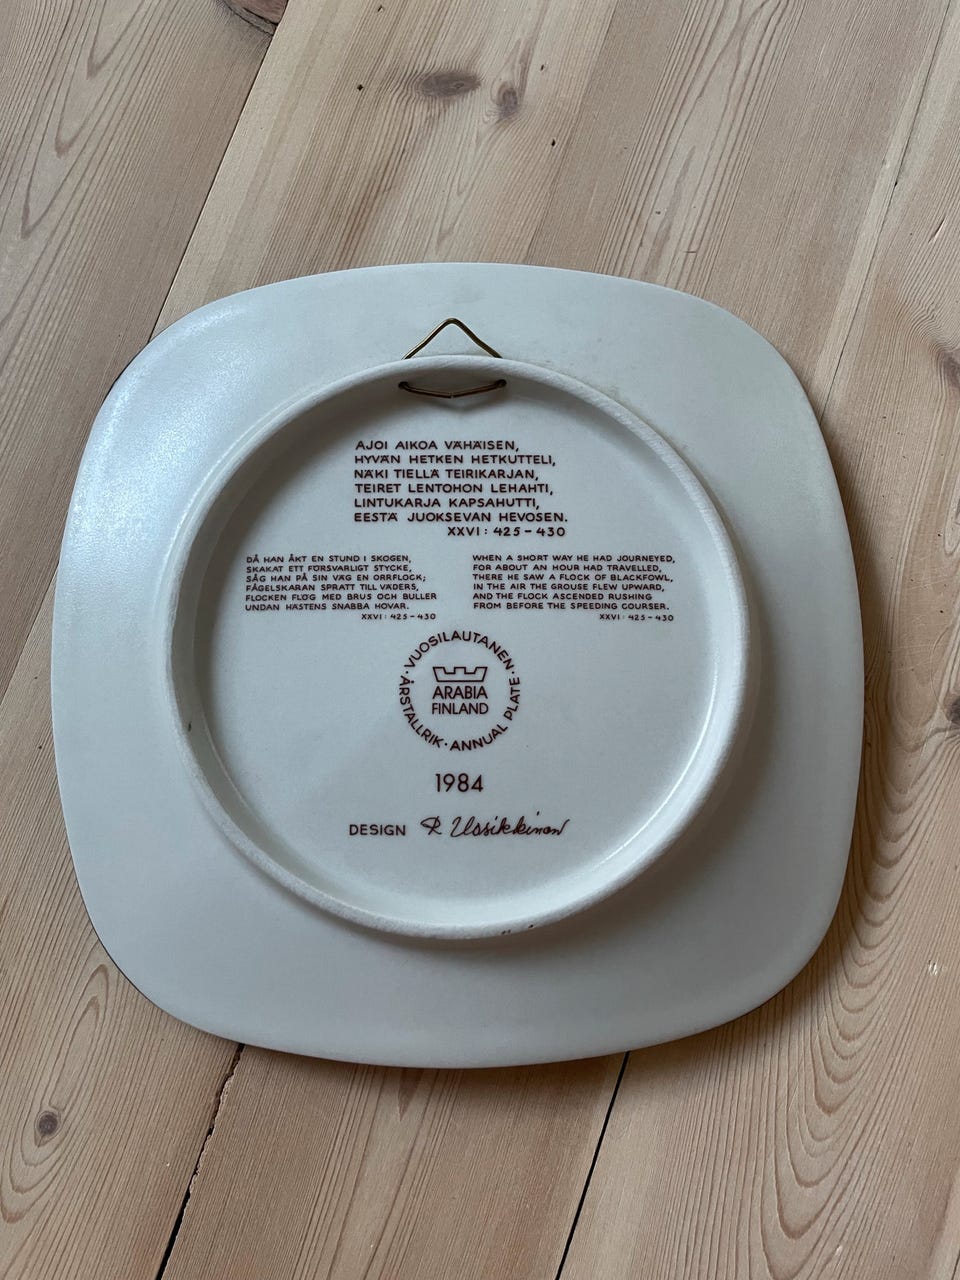 AJOI AIKOA VÄHÄISEN,
HYVÄN HETKEN HETKUTTELI,
NÄKI TIELLÄ TEIRIKARJAN,
TEIRET LENTOHON LEHAHTI,
LINTUKARJA KAPSAHUTTI,
EESTÄ JUOKSEVAN HEVOSEN.
XXVI: 425-430
DÅ HAN ÅKT EN STUND I SKOGEN,
SKAKAT ETT FÖRSVARLIGT STYCKE,
SÅG HAN PÅ SIN VÄG EN ORRFLOCK;
FÅGELSKARAN SPRATT TILL VÄDERS,
FLOCKEN FLÖG MED BRUS OCH BULLER
UNDAN HÄSTENS SNABBA HOVAR.
XXVI: 425-430
WHEN A SHORT WAY HE HAD JOURNEYED,
FOR ABOUT AN HOUR HAD TRAVELLED,
THERE HE SAW A FLOCK OF BLACKFOWL,
IN THE AIR THE GROUSE FLEW UPWARD,
AND THE FLOCK ASCENDED RUSHING
FROM BEFORE THE SPEEDING COURSER.
XXVI: 425-430
· VUOSILAUTANEN · ANNUAL PLATE · ÅRSTALLRIK
ARABIA
FINLAND
1984
DESIGN R Uosikkinen